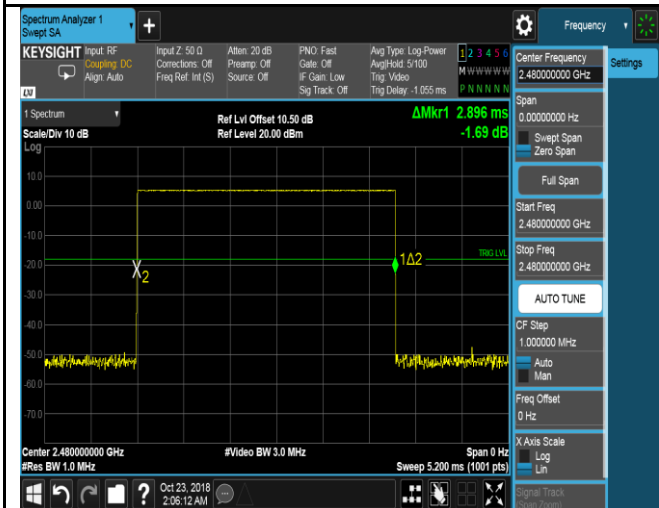 Spectrum Analyzer 1
Swept SA
+
Frequency
KEYSIGHT
Input: RF
Coupling: DC
Align: Auto
Input Z: 50 Ω
Corrections: Off
Freq Ref: Int (S)
Atten: 20 dB
Preamp: Off
Source: Off
PNO: Fast
Gate: Off
IF Gain: Low
Sig Track: Off
Avg Type: Log-Power
Avg|Hold: 5/100
Trig: Video
Trig Delay: -1.055 ms
1 2 3 4 5 6
M W W W W W
P N N N N N
LXI
1 Spectrum
Scale/Div 10 dB
Log
Ref Lvl Offset 10.50 dB
Ref Level 20.00 dBm
ΔMkr1 2.896 ms
-1.69 dB
10.0
0.00
-10.0
-20.0
-30.0
-40.0
-50.0
-60.0
-70.0
TRIG LVL
X2
1Δ2
Center 2.480000000 GHz
#Res BW 1.0 MHz
#Video BW 3.0 MHz
Span 0 Hz
Sweep 5.200 ms (1001 pts)
Center Frequency
2.480000000 GHz
Settings
Span
0.00000000 Hz
Swept Span
Zero Span
Full Span
Start Freq
2.480000000 GHz
Stop Freq
2.480000000 GHz
AUTO TUNE
CF Step
1.000000 MHz
Auto
Man
Freq Offset
0 Hz
X Axis Scale
Log
Lin
Signal Track
(Span Zoom)
?
Oct 23, 2018
2:06:12 AM